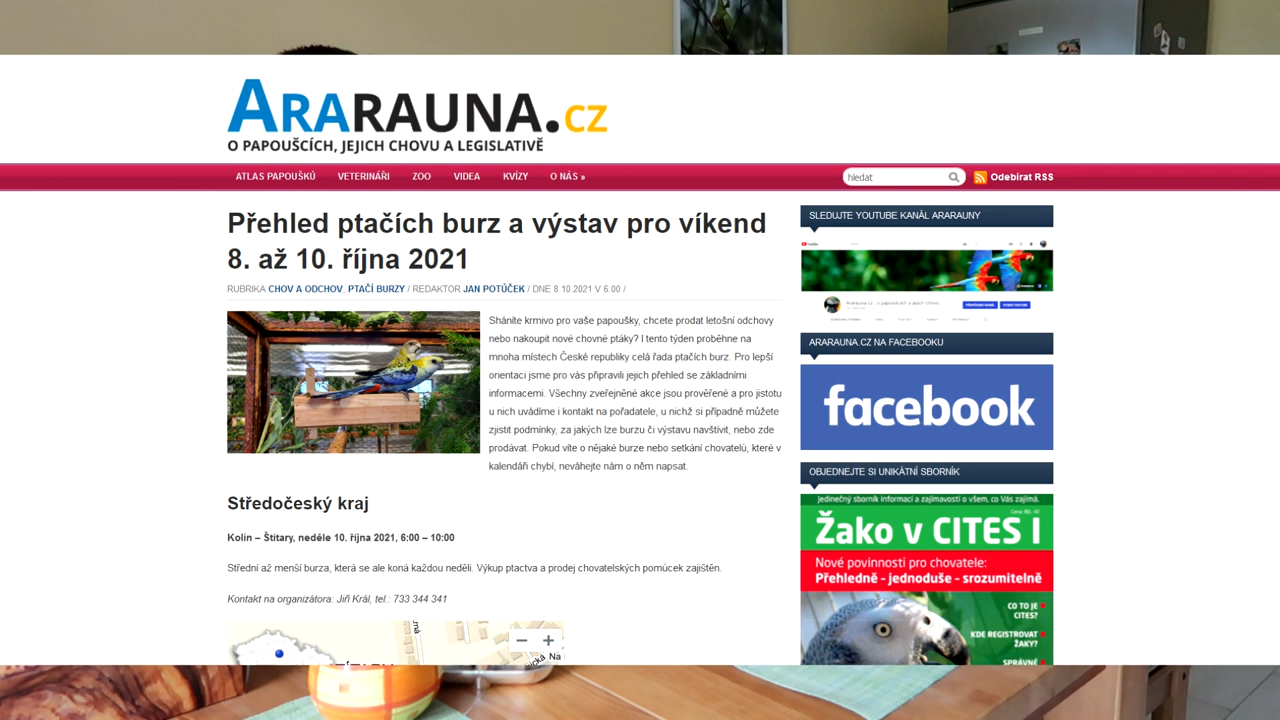 ARARAUNA.CZ
O PAPOUŠCÍCH, JEJICH CHOVU A LEGISLATIVĚ
ATLAS PAPOUŠKŮ VETERINÁŘI ZOO VIDEA KVÍZY O NÁS »
hledat
Odebírat RSS
Přehled ptačích burz a výstav pro víkend
8. až 10. října 2021
RUBRIKA CHOV A ODCHOV, PTAČÍ BURZY / REDAKTOR JAN POTŮČEK / DNE 8.10.2021 V 6.00 /
Sháníte krmivo pro vaše papoušky, chcete prodat letošní odchovy
nebo nakoupit nové chovné ptáky? I tento týden proběhne na
mnoha místech České republiky celá řada ptačích burz. Pro lepší
orientaci jsme pro vás připravili jejich přehled se základními
informacemi. Všechny zveřejněné akce jsou prověřené a pro jistotu
u nich uvádíme i kontakt na pořadatele, u nichž si případně můžete
zjistit podmínky, za jakých lze burzu či výstavu navštívit, nebo zde
prodávat. Pokud víte o nějaké burze nebo setkání chovatelů, které v
kalendáři chybí, neváhejte nám o něm napsat.
Středočeský kraj
Kolín – Štítary, neděle 10. října 2021, 6:00 – 10:00
Střední až menší burza, která se ale koná každou neděli. Výkup ptactva a prodej chovatelských pomůcek zajištěn.
Kontakt na organizátora: Jiří Král, tel.: 733 344 341
Na
SLEDUJTE YOUTUBE KANÁL ARARAUNY
ARARAUNA.CZ NA FACEBOOKU
facebook
OBJEDNEJTE SI UNIKÁTNÍ SBORNÍK
Jedinečný sborník informací a zajímavostí o všem, co Vás zajímá.
Žako v CITES I
Nové povinnosti pro chovatele:
Přehledně - jednoduše - srozumitelně
CO TO JE
CITES?
KDE REGISTROVAT
ŽAKY?
SPRÁVNÉ